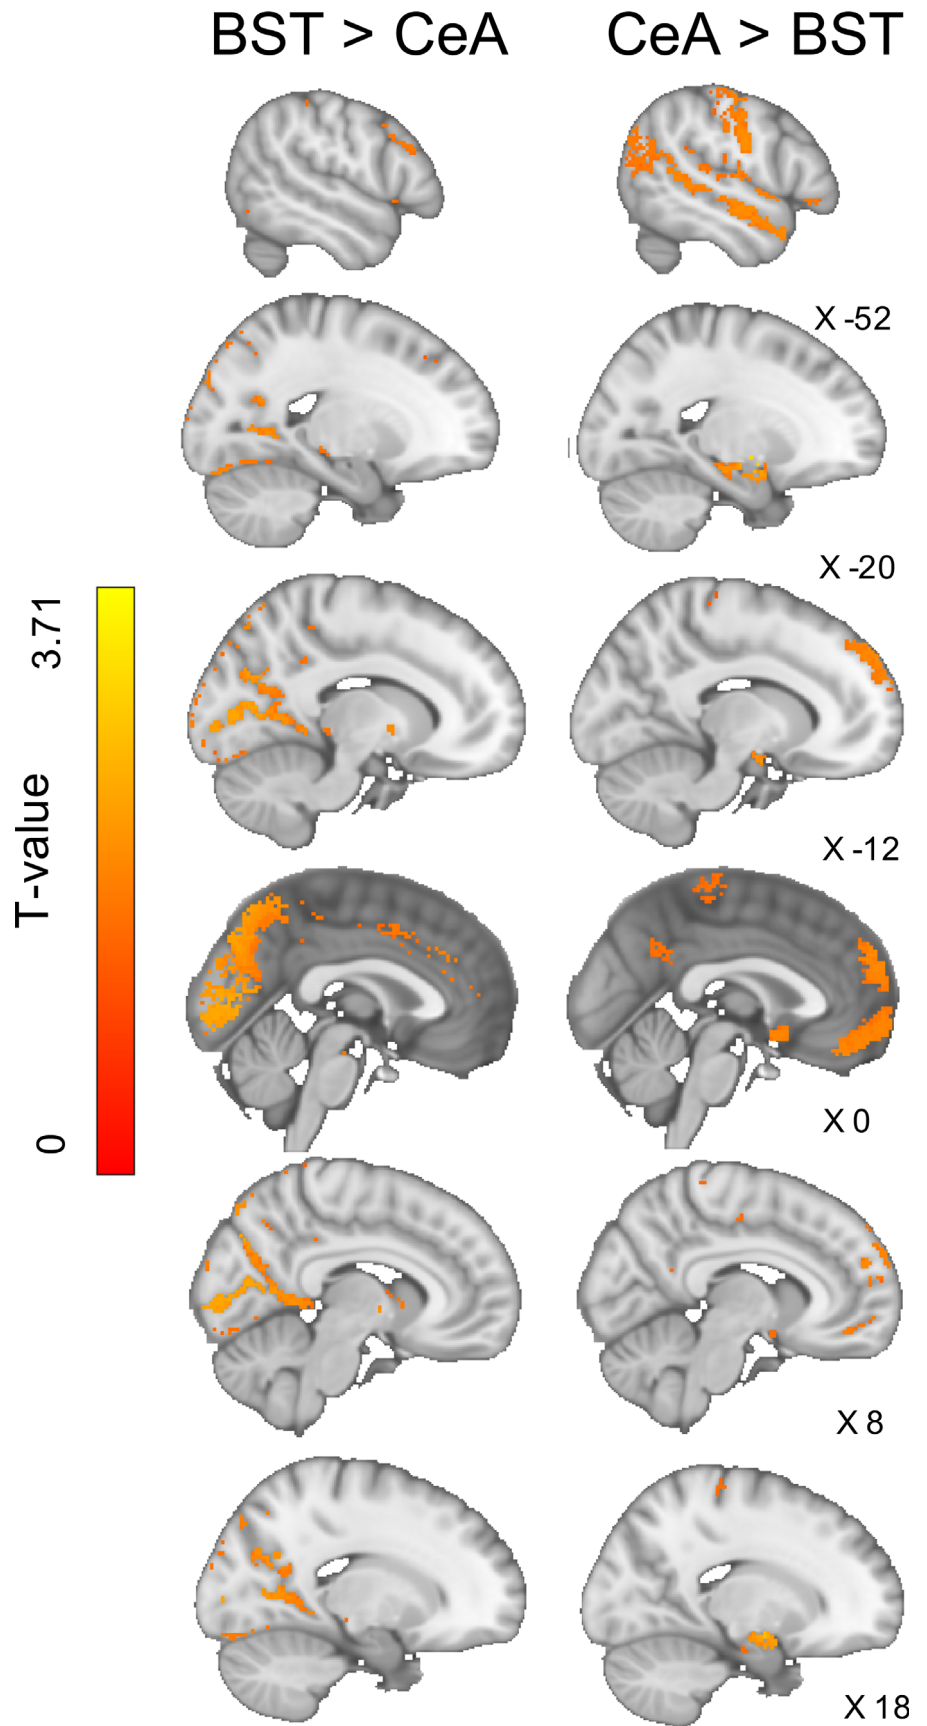 BST > CeA
CeA > BST
X -52
X -20
3.71
T-value
0
X -12
X 0
X 8
X 18